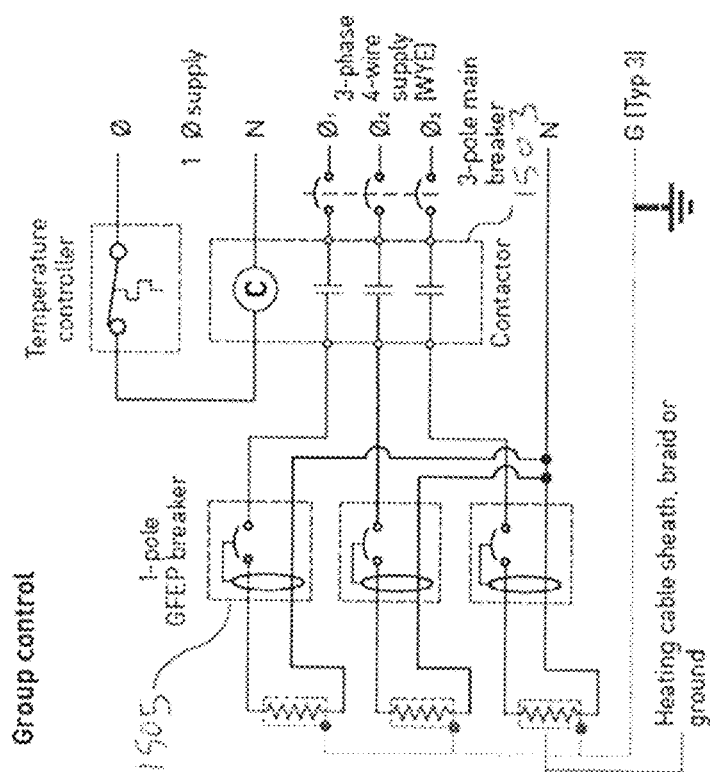 Group control
1505
1-pole
GFEP breaker
Temperature
controller
Ø
1 Ø supply
N
C
Ø1
Ø2
Ø3
3-phase
4-wire
supply
(WYE)
3-pole main
breaker
1503
Contactor
N
G (Typ 3)
Heating cable sheath, braid or
ground